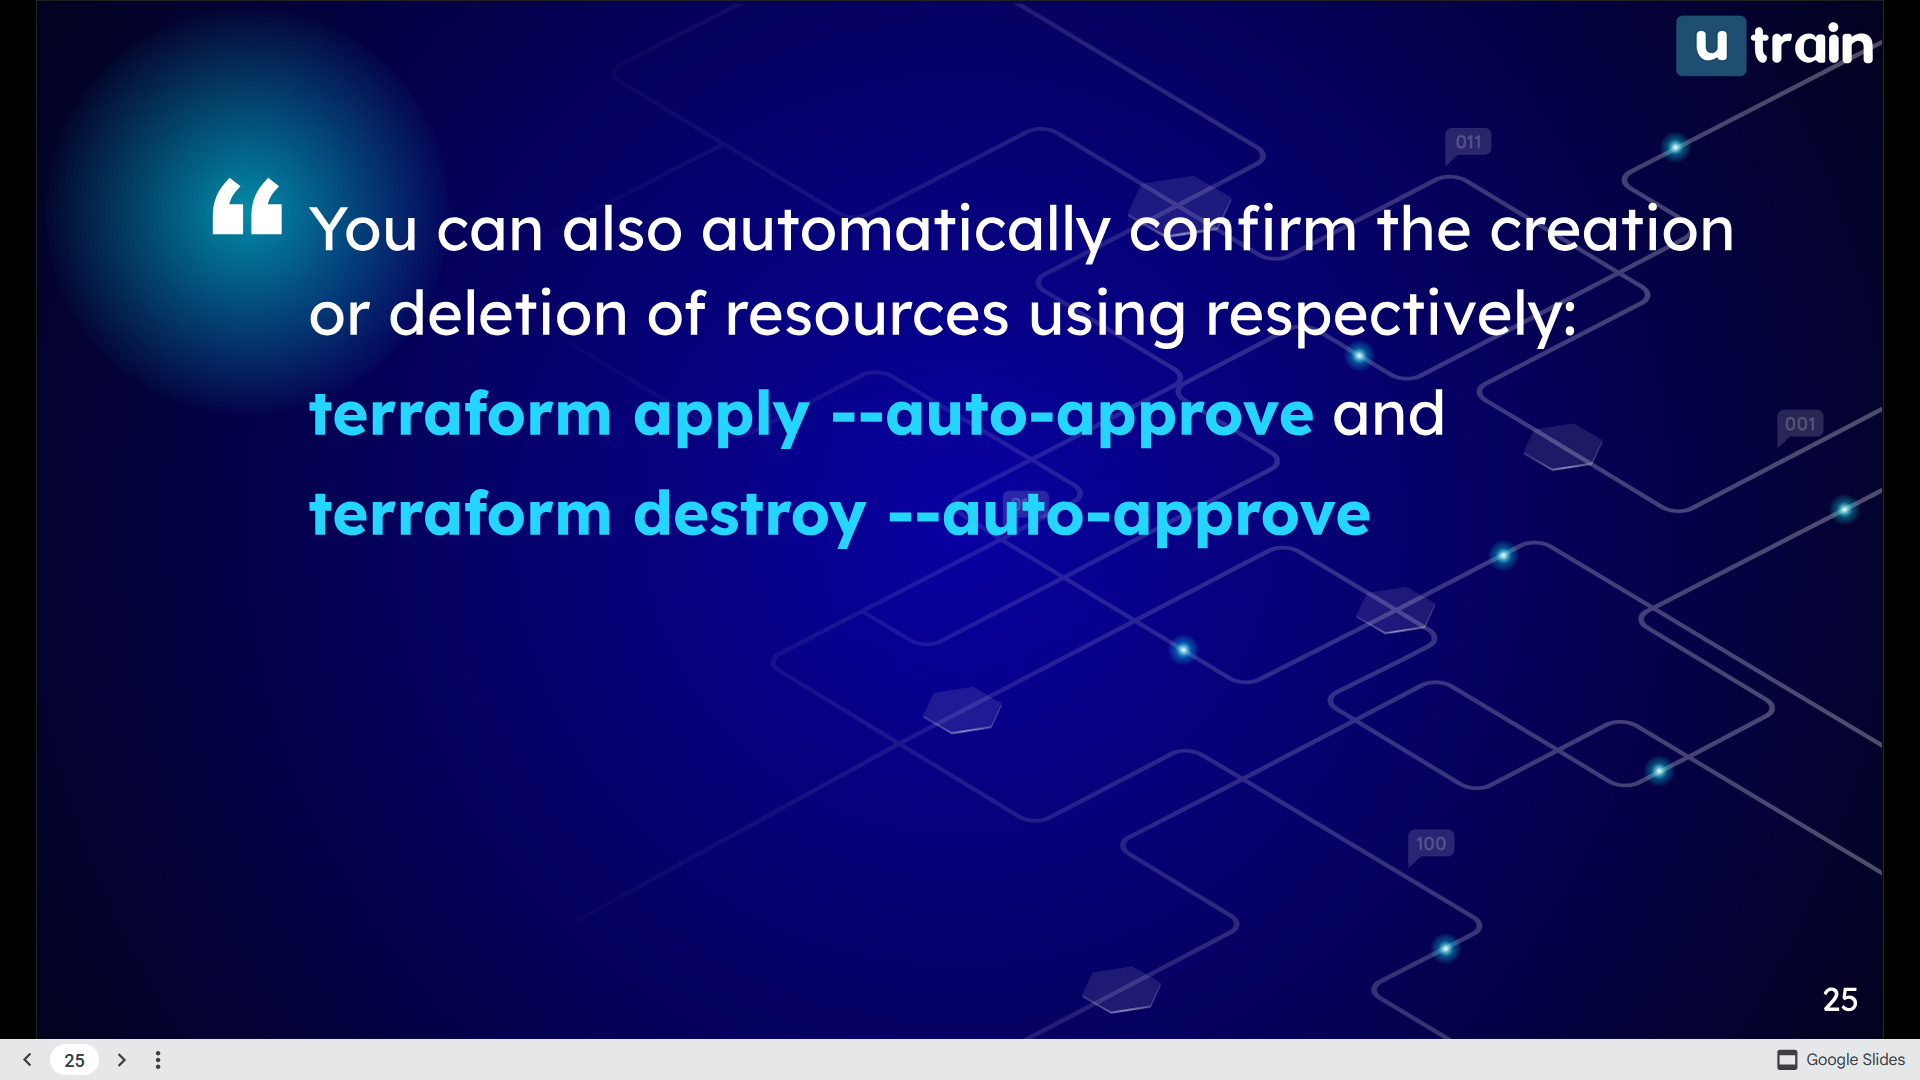 u train
011
“ You can also automatically confirm the creation
or deletion of resources using respectively:
terraform apply --auto-approve and
001
terraform destroy --auto-approve
100
25
25
Google Slides